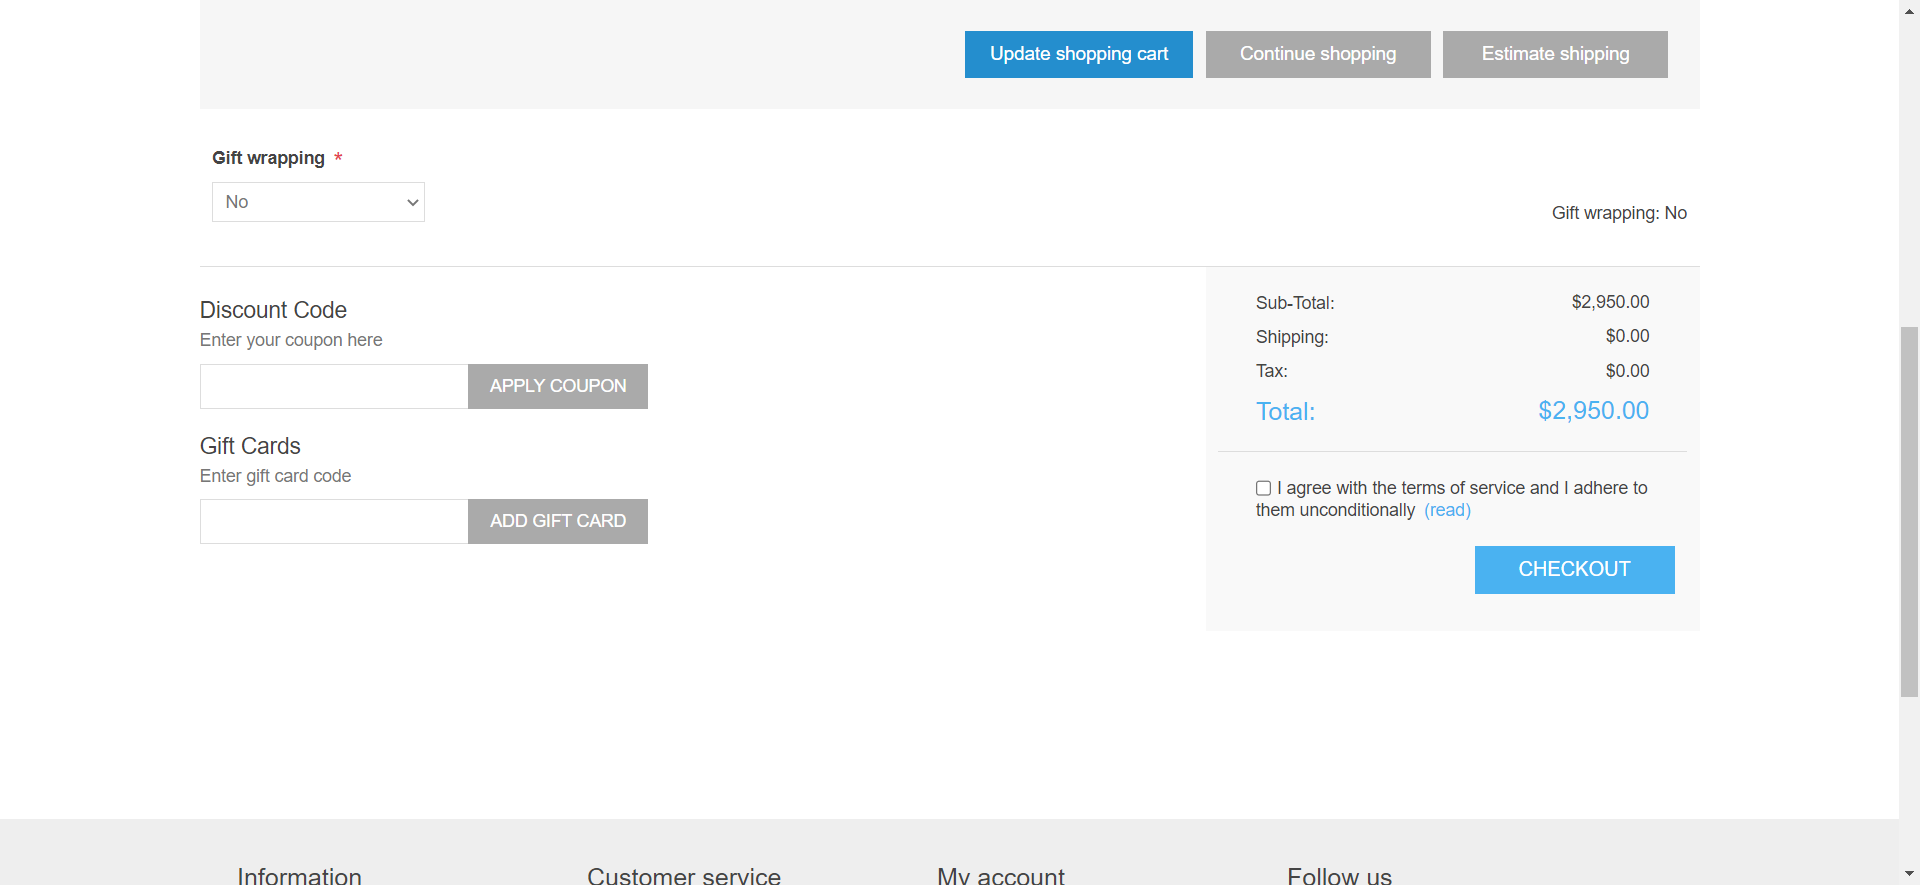 Update shopping cart Continue shopping Estimate shipping
Gift wrapping *
No
Gift wrapping: No
Discount Code
Enter your coupon here
APPLY COUPON
Gift Cards
Enter gift card code
ADD GIFT CARD
Sub-Total: $2,950.00
Shipping: $0.00
Tax: $0.00
Total: $2,950.00
I agree with the terms of service and I adhere to
them unconditionally (read)
CHECKOUT
Information Customer service My account Follow us